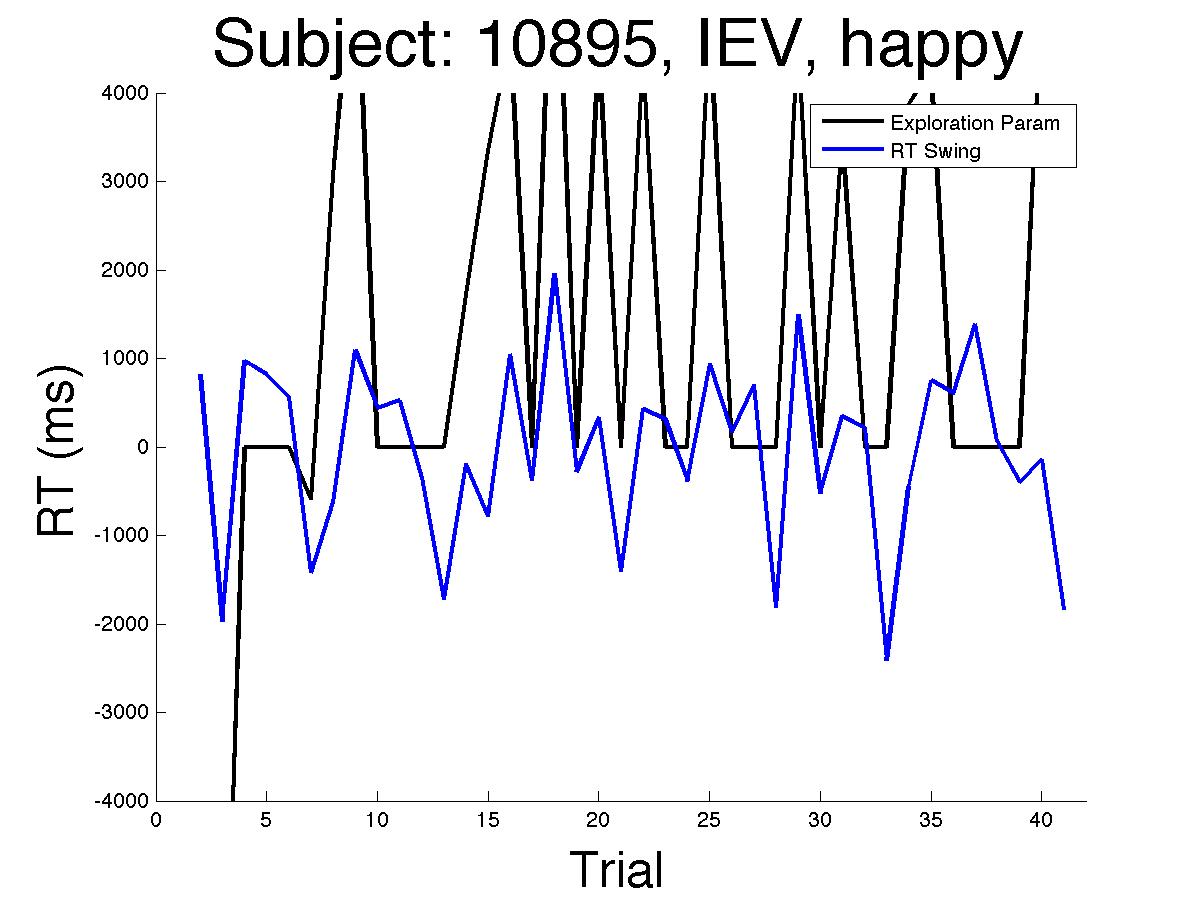 Subject: 10895, IEV, happy
4000
3000
2000
1000
0
-1000
-2000
-3000
-4000
RT (ms)
Exploration Param
RT Swing
0 5 10 15 20 25 30 35 40
Trial